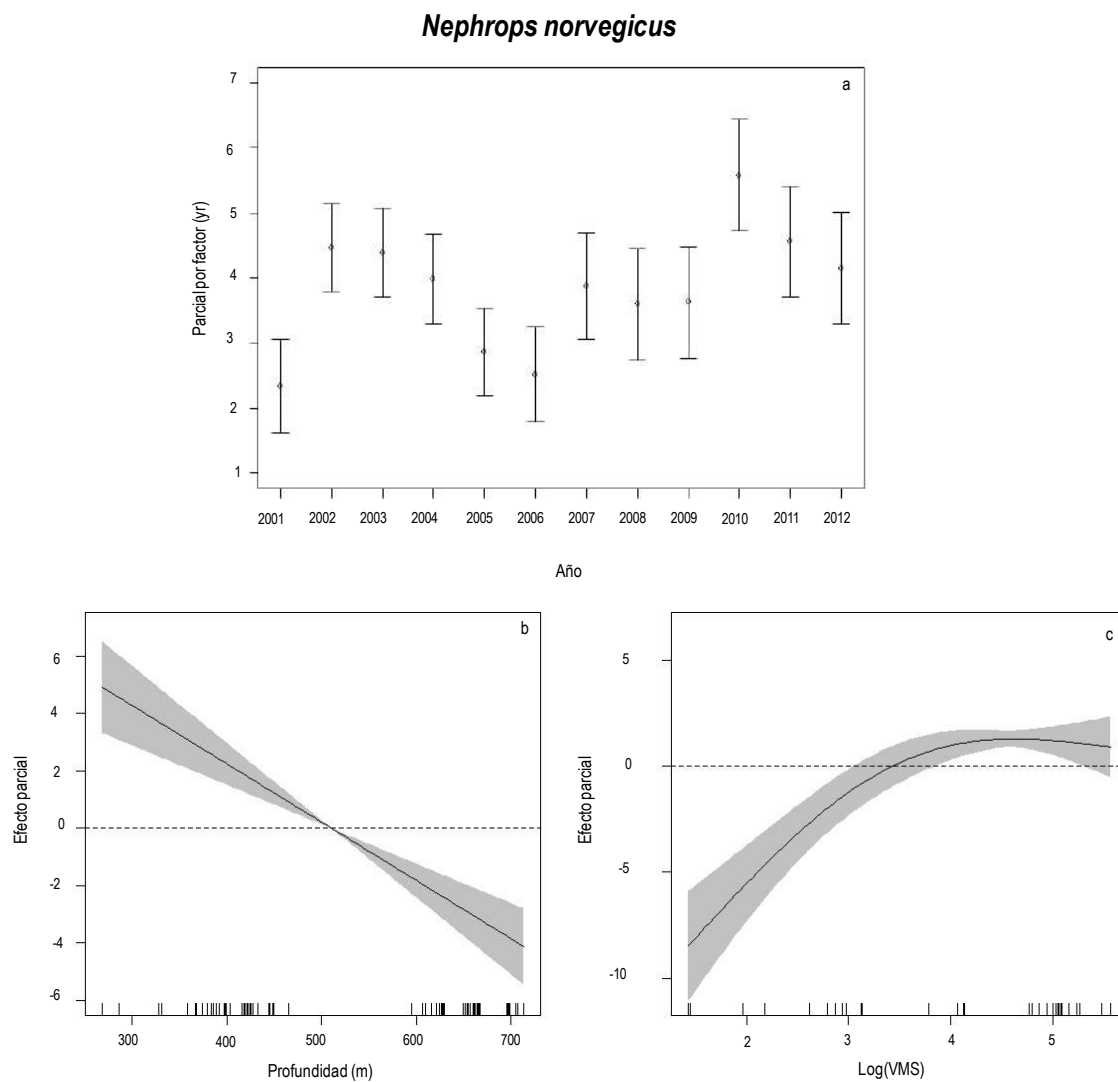 Nephrops norvegicus
a
7
6
5
4
3
2
1
Parcial por factor (yr)
2001 2002 2003 2004 2005 2006 2007 2008 2009 2010 2011 2012
Año
b
6
4
2
0
-2
-4
-6
Efecto parcial
300 400 500 600 700
Profundidad (m)
c
5
0
-5
-10
Efecto parcial
2 3 4 5
Log(VMS)